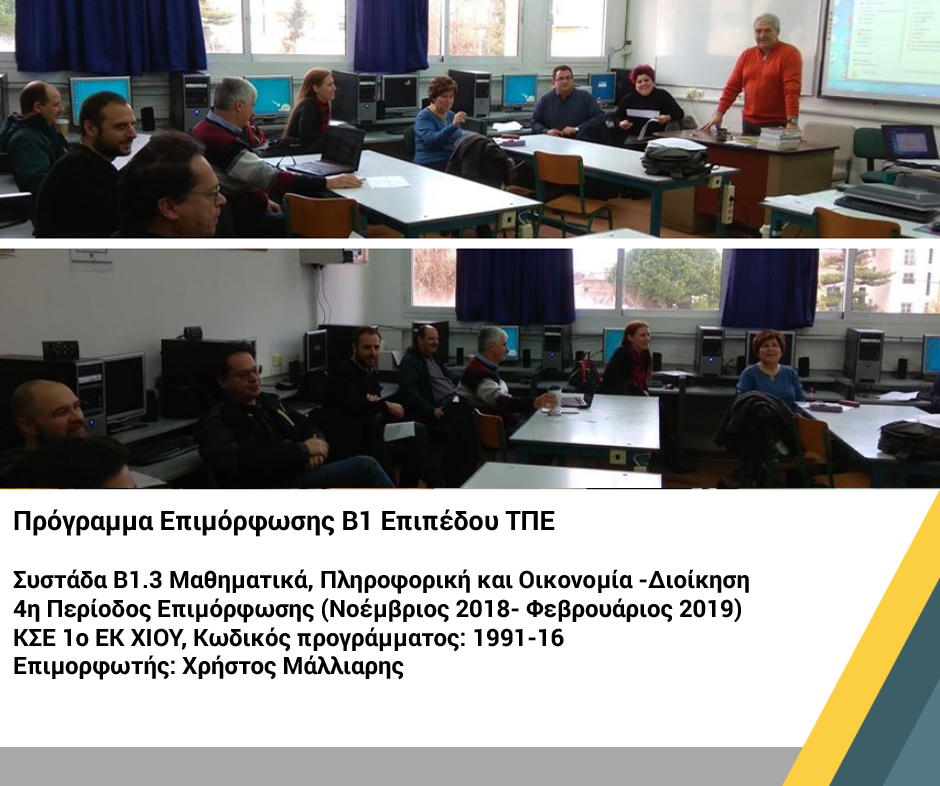 Πρόγραμμα Επιμόρφωσης Β1 Επιπέδου ΤΠΕ
Συστάδα Β1.3 Μαθηματικά, Πληροφορική και Οικονομία -Διοίκηση
4η Περίοδος Επιμόρφωσης (Νοέμβριος 2018- Φεβρουάριος 2019)
ΚΣΕ 1ο ΕΚ ΧΙΟΥ, Κωδικός προγράμματος: 1991-16
Επιμορφωτής: Χρήστος Μάλλιαρης